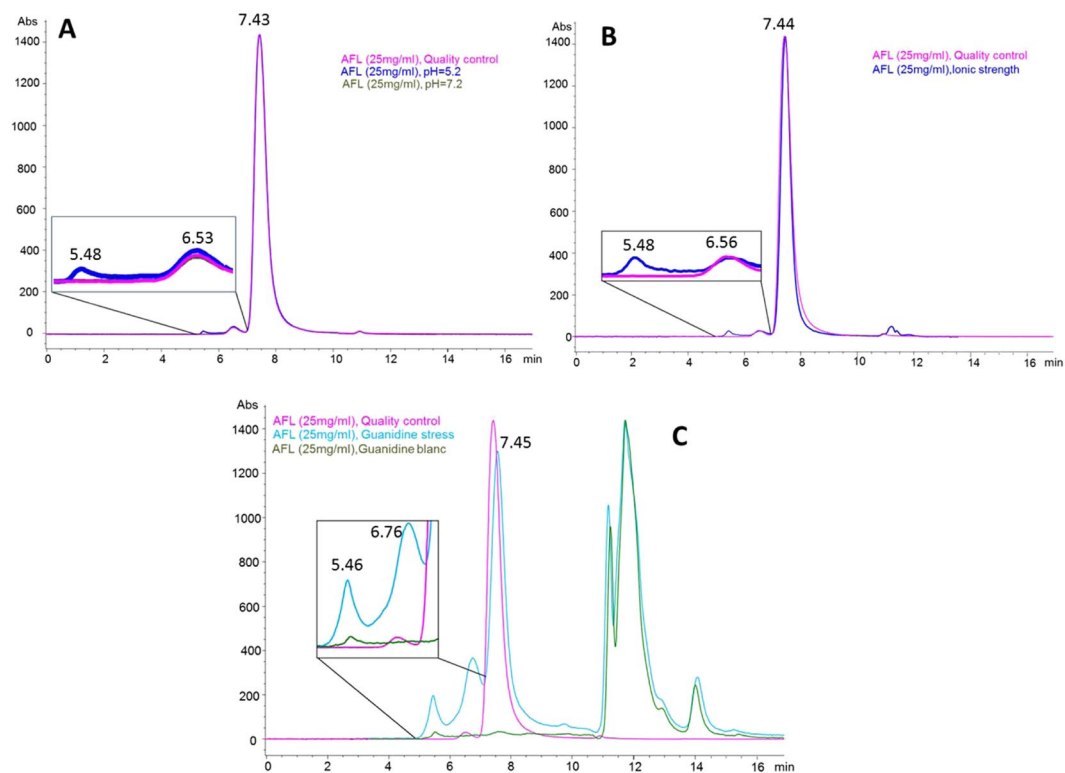 Abs
A
7.43
1400
1200
1000
800
600
400
200
0
AFL (25mg/ml), Quality control
AFL (25mg/ml), pH=5.2
AFL (25mg/ml), pH=7.2
5.48
6.53
0 2 4 6 8 10 12 14 16 min
Abs
B
7.44
1400
1200
1000
800
600
400
200
0
AFL (25mg/ml), Quality control
AFL (25mg/ml),Ionic strength
5.48
6.56
0 2 4 6 8 10 12 14 16 min
Abs
C
1400
1200
1000
800
600
400
200
0
AFL (25mg/ml), Quality control
AFL (25mg/ml), Guanidine stress
AFL (25mg/ml),Guanidine blanc
7.45
6.76
5.46
0 2 4 6 8 10 12 14 16 min